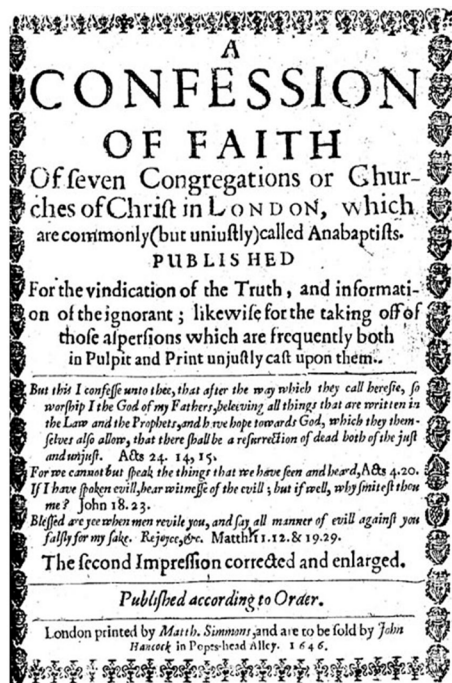 A
CONFESSION
OF FAITH
Of ſeven Congregations or Chur-
ches of Chriſt in LONDON, which
are commonly (but uniuſtly) called Anabaptiſts.
PUBLISHED
For the vindication of the Truth, and informati-
on of the ignorant; likewiſe for the taking off of
thoſe aſperſions which are frequently both
in Pulpit and Print unjuſtly caſt upon them.
But this I confeſſe unto thee, that after the way which they call hereſie, ſo
worſhip I the God of my Fathers, beleeving all things that are written in
the Law and the Prophets, and have hope towards God, which they them-
ſelves alſo allow, that there ſhall be a reſurrection of dead both of the juſt
and unjuſt. Acts 24. 14, 15.
For we cannot but ſpeak the things that we have ſeen and heard, Acts 4.20.
If I have ſpoken evill, bear witneſſe of the evill; but if well, why ſmiteſt thou
me? John 18. 23.
Bleſſed are yee when men revile you, and ſay all manner of evill againſt you
falſly for my ſake. Rejoyce, &c. Matth. 11.12. & 19.29.
The ſecond Impreſſion corrected and enlarged.
Publiſhed according to Order.
London printed by Matth. Simmons, and are to be ſold by John
Hancock in Popes-head Alley. 1646.